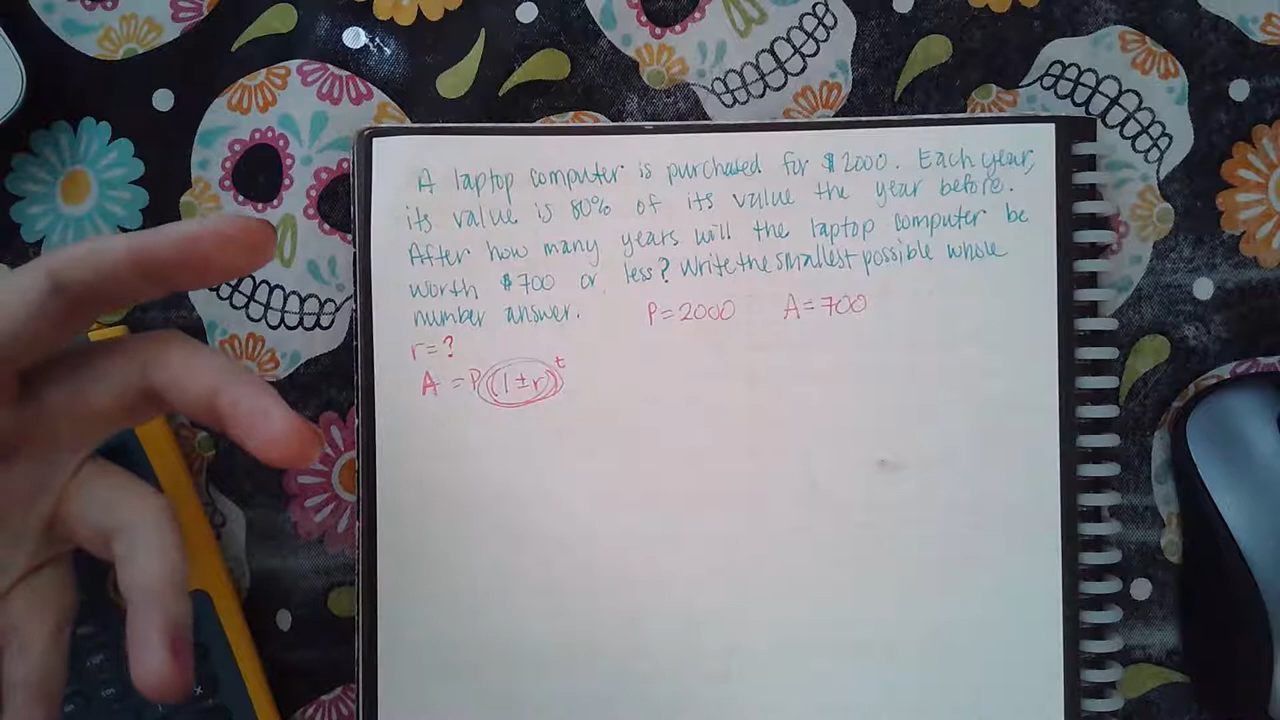 A laptop computer is purchased for $2000. Each year,
its value is 80% of its value the year before.
After how many years will the laptop computer be
worth $700 or less? Write the smallest possible whole
number answer. P=2000 A=700
r=?
A = P(1±r)^t